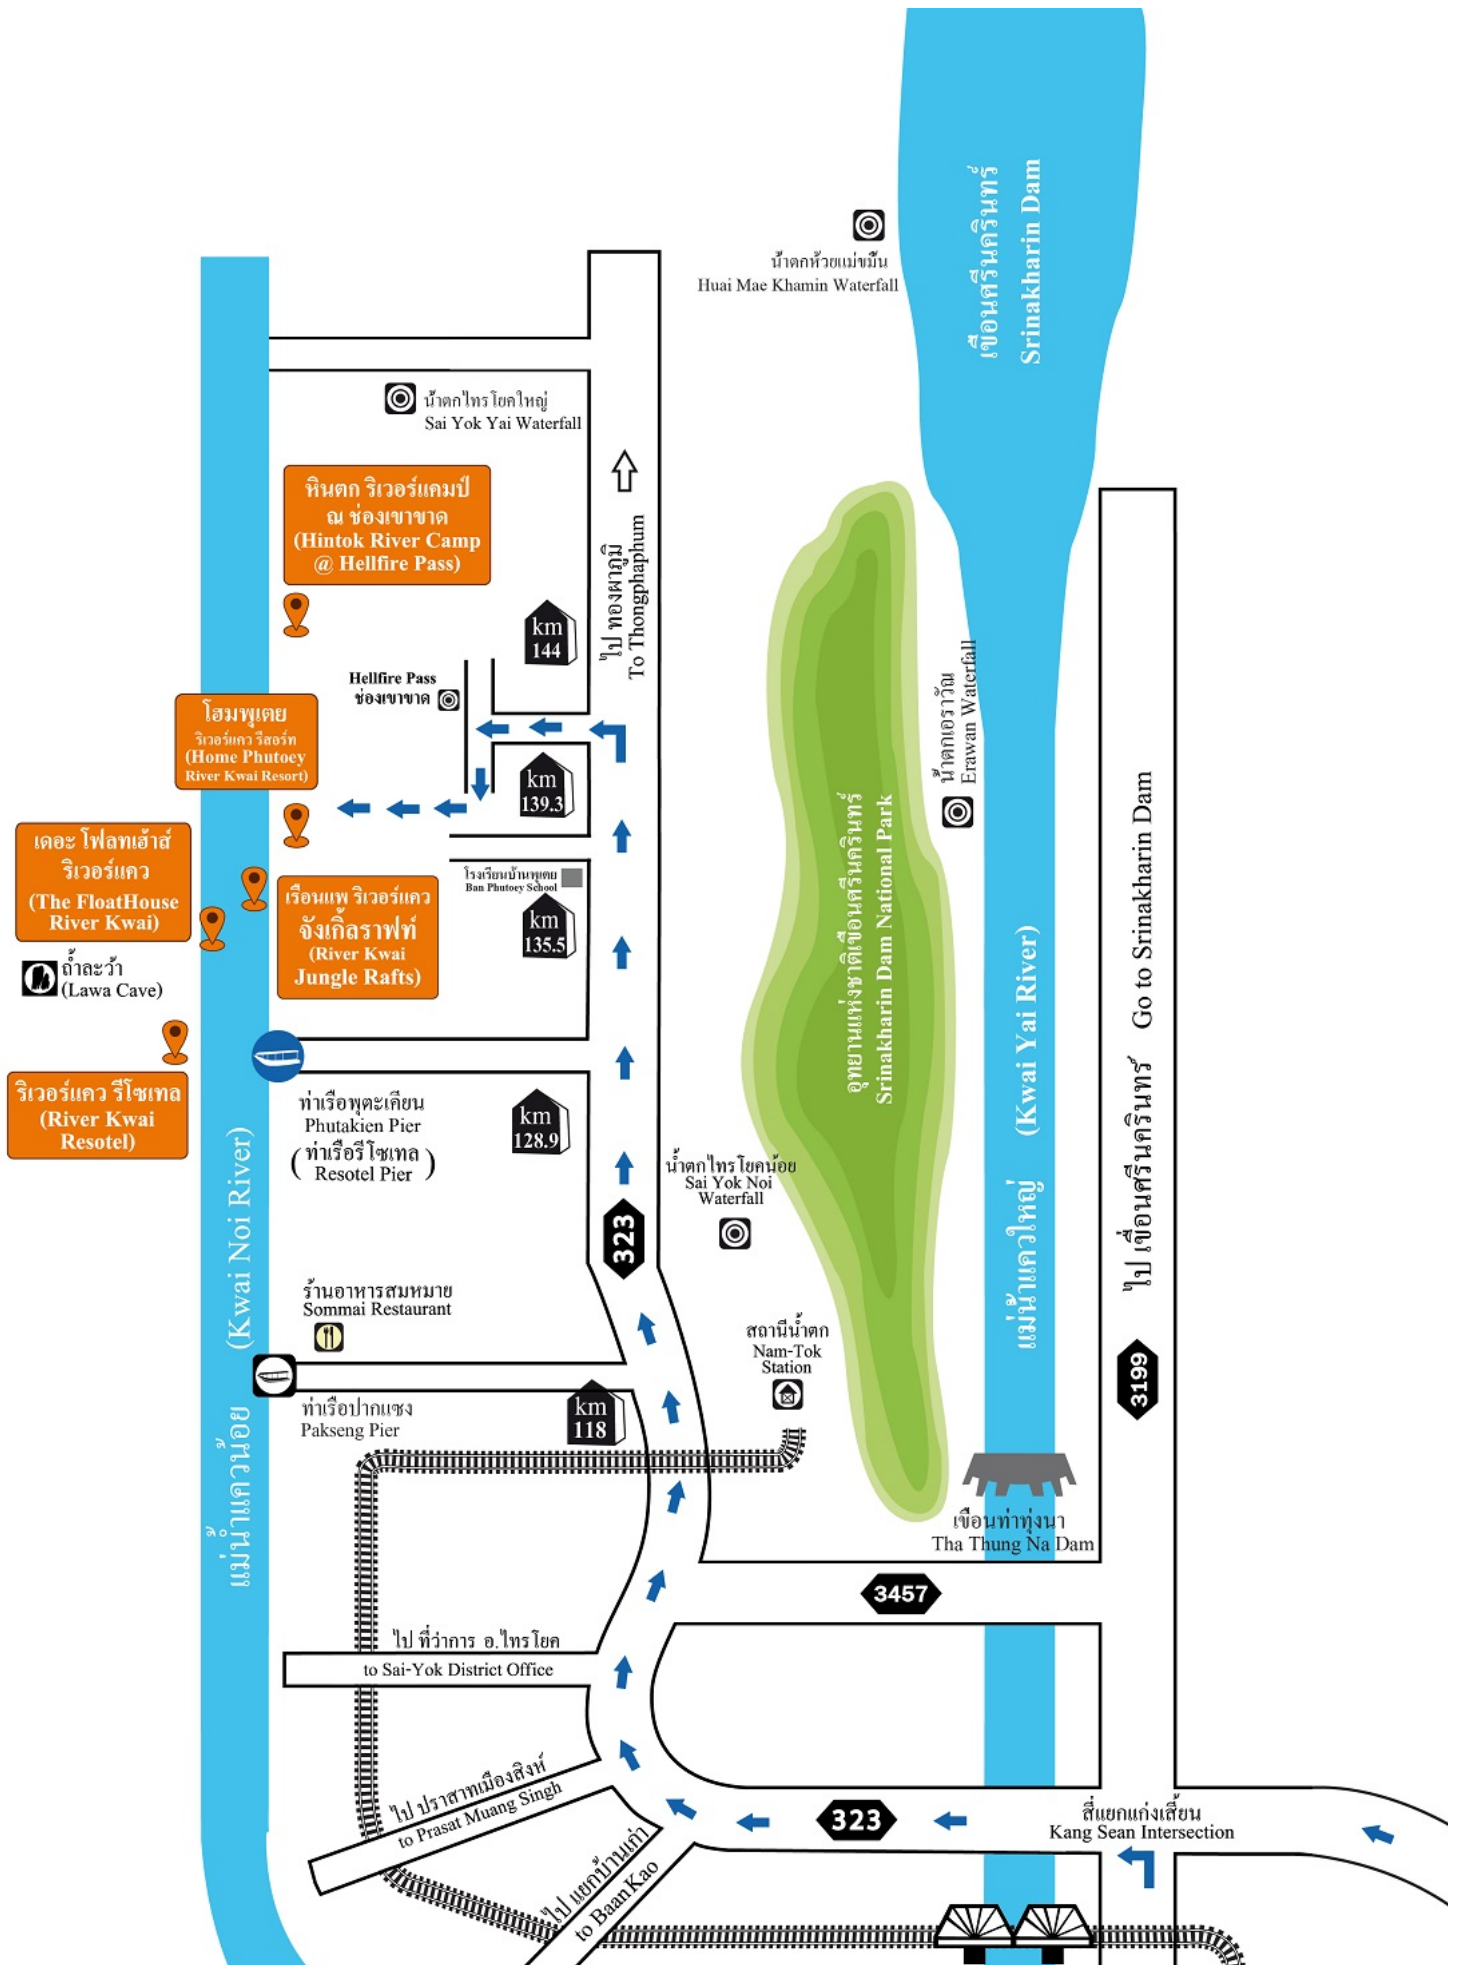 เขื่อนศรีนครินทร์
Srinakharin Dam
น้ำตกห้วยแม่ขมิ้น
Huai Mae Khamin Waterfall
น้ำตกไทรโยคใหญ่
Sai Yok Yai Waterfall
หินตก ริเวอร์แคมป์
ณ ช่องเขาขาด
(Hintok River Camp
@ Hellfire Pass)
ไป ทองผาภูมิ
To Thongphaphum
km
144
Hellfire Pass
ช่องเขาขาด
โฮมพุเตย
ริเวอร์แคว รีสอร์ท
(Home Phutoey
River Kwai Resort)
km
139.3
น้ำตกเอราวัณ
Erawan Waterfall
เดอะ โฟลทเฮ้าส์
ริเวอร์แคว
(The FloatHouse
River Kwai)
เรือนแพ ริเวอร์แคว
จังเกิ้ลราฟท์
(River Kwai
Jungle Rafts)
โรงเรียนบ้านพุเตย
Ban Phutoey School
km
135.5
ถ้ำละว้า
(Lawa Cave)
อุทยานแห่งชาติเขื่อนศรีนครินทร์
Srinakharin Dam National Park
ริเวอร์แคว รีโซเทล
(River Kwai
Resotel)
ท่าเรือพุตะเคียน
Phutakien Pier
(ท่าเรือรีโซเทล
Resotel Pier)
km
128.9
น้ำตกไทรโยคน้อย
Sai Yok Noi
Waterfall
แม่น้ำแควใหญ่ (Kwai Yai River)
ไป เขื่อนศรีนครินทร์ Go to Srinakharin Dam
323
แม่น้ำแควน้อย (Kwai Noi River)
ร้านอาหารสมหมาย
Sommai Restaurant
สถานีน้ำตก
Nam-Tok
Station
3199
ท่าเรือปากแซง
Pakseng Pier
km
118
เขื่อนท่าทุ่งนา
Tha Thung Na Dam
3457
ไป ที่ว่าการ อ.ไทรโยค
to Sai-Yok District Office
ไป ปราสาทเมืองสิงห์
to Prasat Muang Singh
323
สี่แยกแก่งเสี้ยน
Kang Sean Intersection
ไป แยกบ้านเก่า
to BaanKao